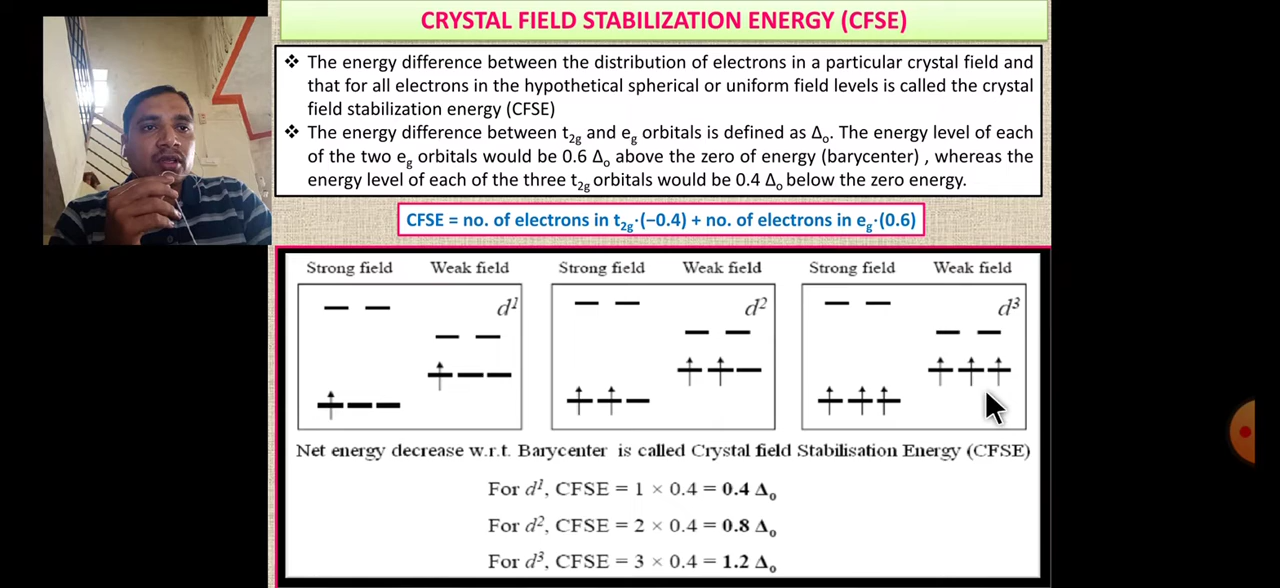 CRYSTAL FIELD STABILIZATION ENERGY (CFSE)
❖ The energy difference between the distribution of electrons in a particular crystal field and
that for all electrons in the hypothetical spherical or uniform field levels is called the crystal
field stabilization energy (CFSE)
❖ The energy difference between t₂g and eg orbitals is defined as Δₒ. The energy level of each
of the two eg orbitals would be 0.6 Δₒ above the zero of energy (barycenter) , whereas the
energy level of each of the three t₂g orbitals would be 0.4 Δₒ below the zero energy.
CFSE = no. of electrons in t₂g·(−0.4) + no. of electrons in eg·(0.6)
Strong field Weak field Strong field Weak field Strong field Weak field
d¹ d² d³
Net energy decrease w.r.t. Barycenter is called Crystal field Stabilisation Energy (CFSE)
For d¹, CFSE = 1 × 0.4 = 0.4 Δₒ
For d², CFSE = 2 × 0.4 = 0.8 Δₒ
For d³, CFSE = 3 × 0.4 = 1.2 Δₒ